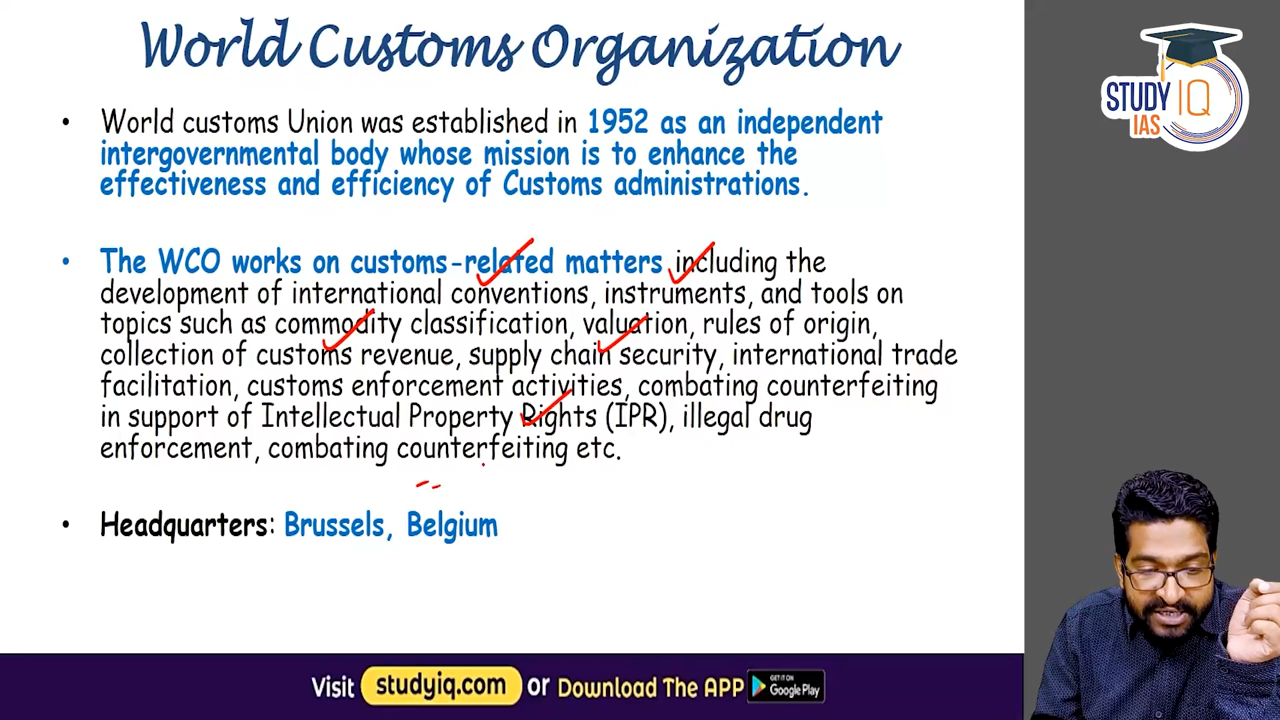 World Customs Organization
STUDY IQ
IAS
• World customs Union was established in 1952 as an independent
intergovernmental body whose mission is to enhance the
effectiveness and efficiency of Customs administrations.
• The WCO works on customs-related matters including the
development of international conventions, instruments, and tools on
topics such as commodity classification, valuation, rules of origin,
collection of customs revenue, supply chain security, international trade
facilitation, customs enforcement activities, combating counterfeiting
in support of Intellectual Property Rights (IPR), illegal drug
enforcement, combating counterfeiting etc.
• Headquarters: Brussels, Belgium
Visit studyiq.com or Download The APP GET IT ON Google Play